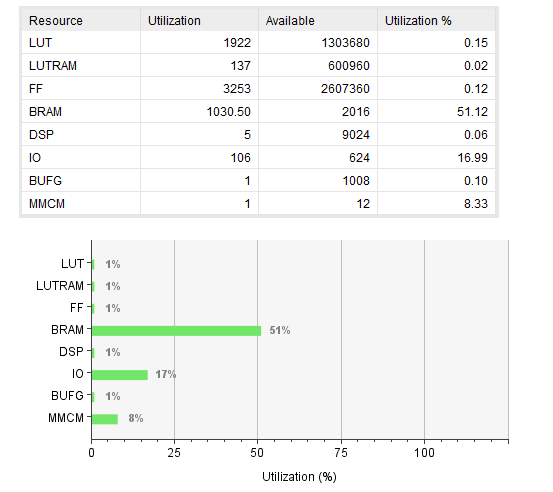 Resource Utilization Available Utilization %
LUT 1922 1303680 0.15
LUTRAM 137 600960 0.02
FF 3253 2607360 0.12
BRAM 1030.50 2016 51.12
DSP 5 9024 0.06
IO 106 624 16.99
BUFG 1 1008 0.10
MMCM 1 12 8.33
LUT 1%
LUTRAM 1%
FF 1%
BRAM 51%
DSP 1%
IO 17%
BUFG 1%
MMCM 8%
0 25 50 75 100
Utilization (%)